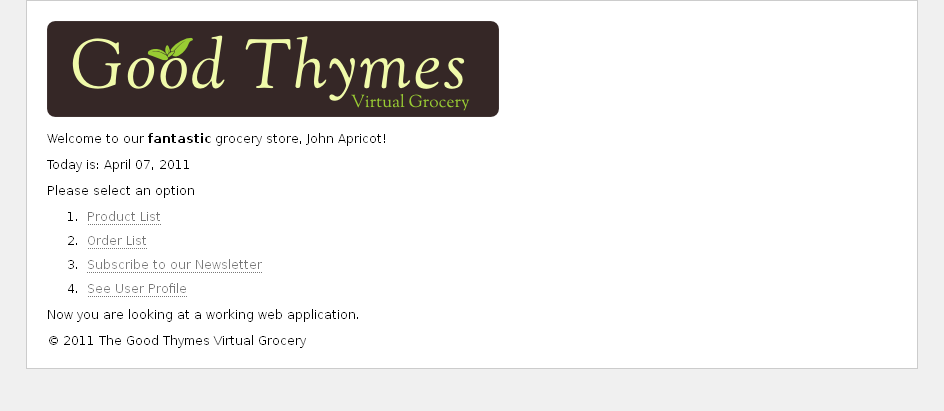 Good Thymes
Virtual Grocery
Welcome to our fantastic grocery store, John Apricot!
Today is: April 07, 2011
Please select an option
1. Product List
2. Order List
3. Subscribe to our Newsletter
4. See User Profile
Now you are looking at a working web application.
© 2011 The Good Thymes Virtual Grocery